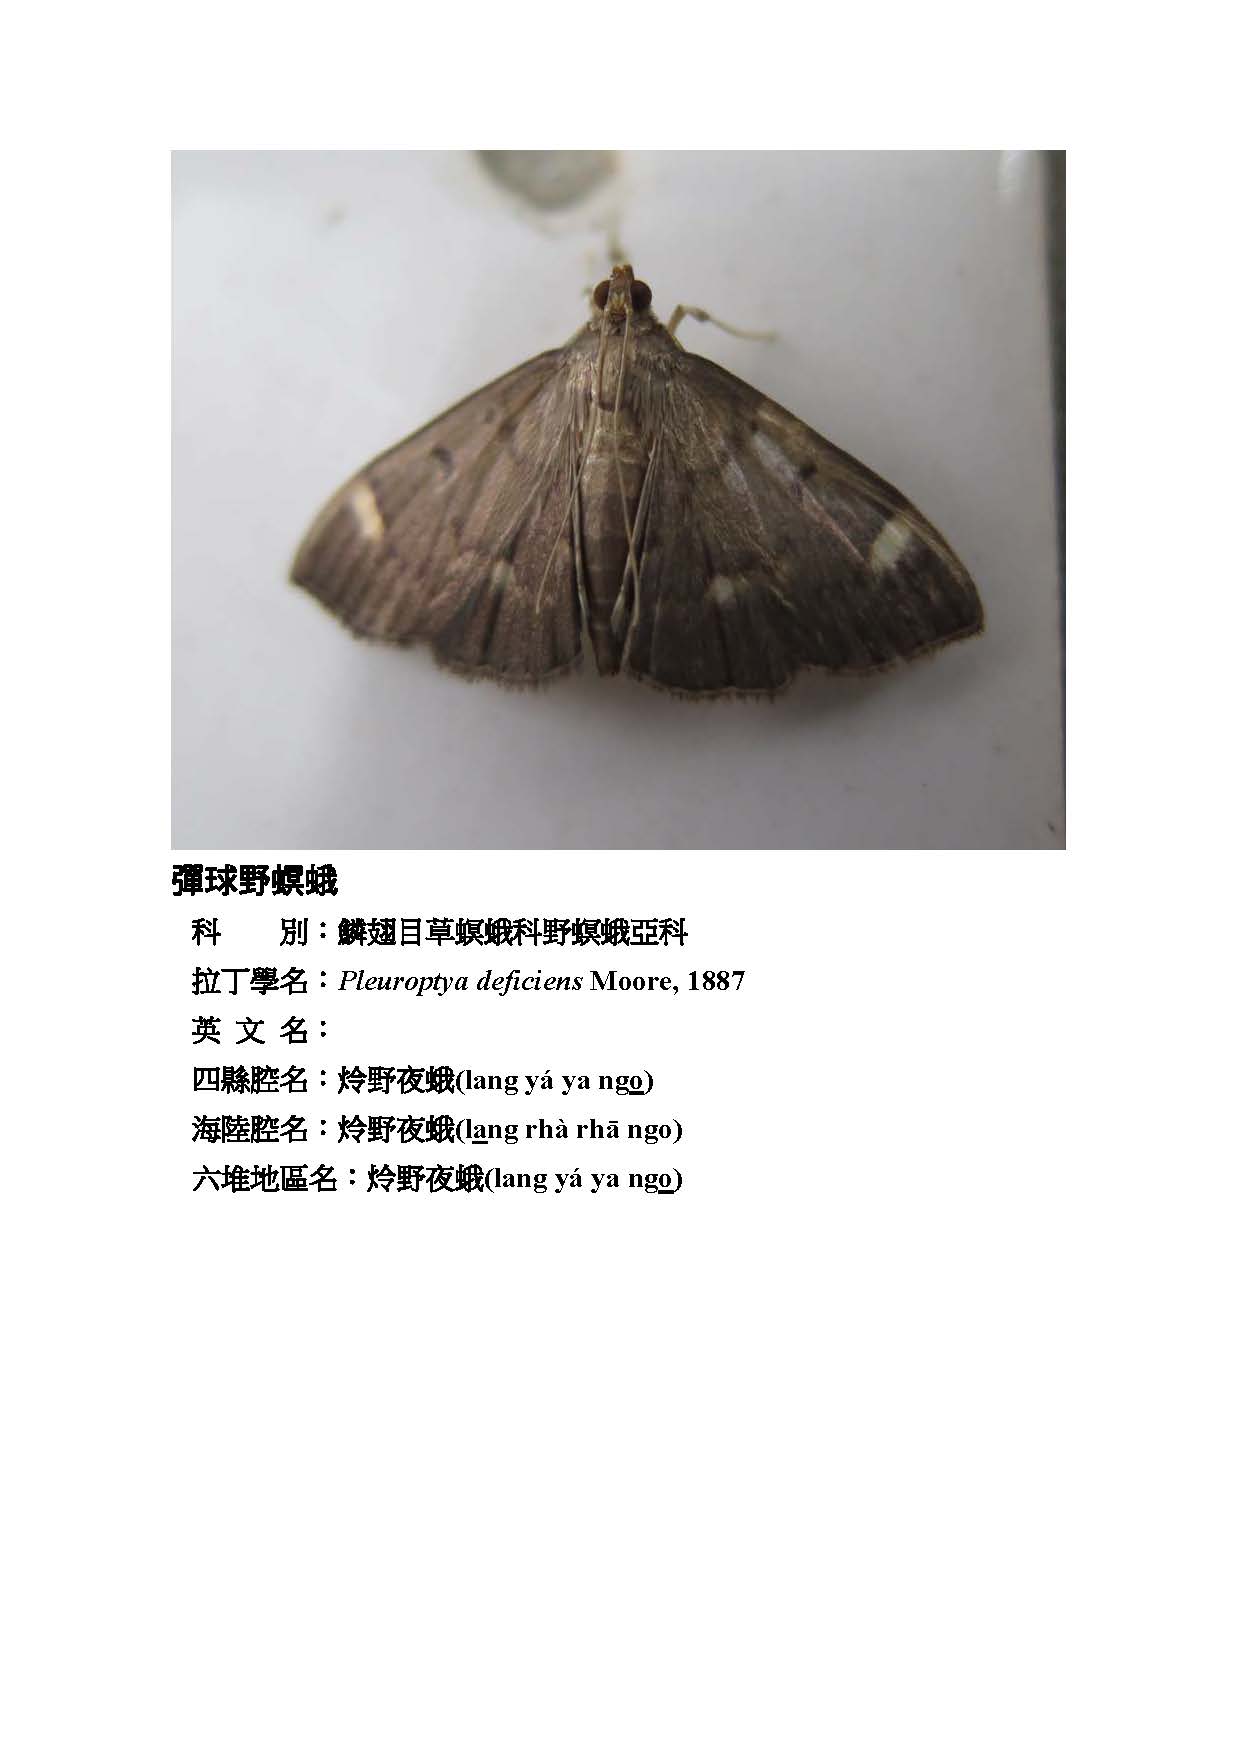 彈球野螟蛾
科　　別：鱗翅目草螟蛾科野螟蛾亞科
拉丁學名：Pleuroptya deficiens Moore, 1887
英 文 名：
四縣腔名：炩野夜蛾(lang yá ya ngo)
海陸腔名：炩野夜蛾(lang rhà rhā ngo)
六堆地區名：炩野夜蛾(lang yá ya ngo)